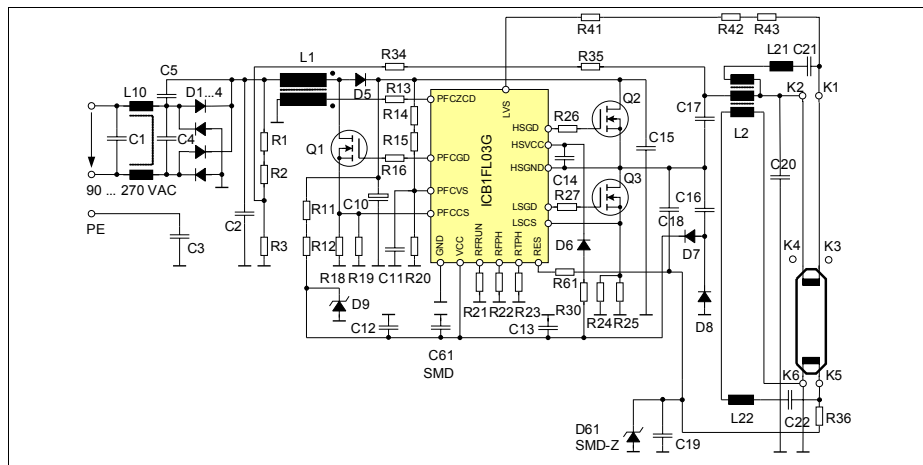 R41
R42
R43
L1
R34
R35
L21
C21
C5
L10
D1...4
D5
R13
LVS
K2
K1
PFCZCD
Q2
R14
HSGD
R26
C17
L2
C1
C4
R1
Q1
R15
HSVCC
C15
PFCGD
HSGND
C14
R16
ICB1FL03G
Q3
C20
R2
90 ... 270 VAC
PFCVS
R27
C16
C10
LSGD
C18
R11
PFCCS
LSCS
PE
D6
D7
K4
K3
C3
C2
R3
R12
R18
R19
C11
R20
GND
VCC
RFRUN
RFPH
RTPH
RES
R61
D9
R21
R22
R23
R30
R24
R25
D8
C12
C61
SMD
C13
K6
K5
L22
C22
R36
D61
SMD-Z
C19